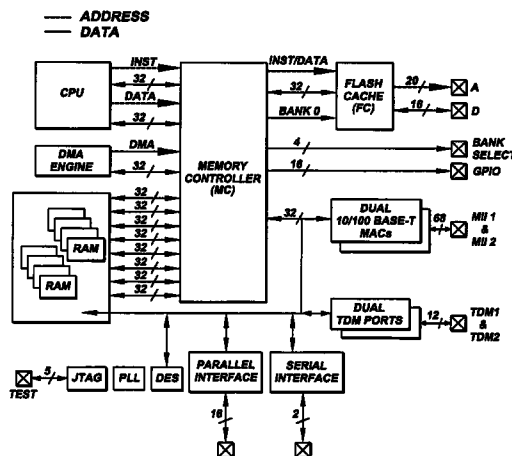 ADDRESS
DATA
CPU
INST
32
DATA
32
DMA
ENGINE
DMA
32
MEMORY
CONTROLLER
(MC)
INST/DATA
32
BANK 0
FLASH
CACHE
(FC)
20
A
16
D
4
BANK
SELECT
16
GPIO
32
32
32
32
32
32
32
32
RAM
RAM
32
DUAL
10/100 BASE-T
MACs
68
MII 1
&
MII 2
DUAL
TDM PORTS
12
TDM1
&
TDM2
TEST
5
JTAG
PLL
DES
PARALLEL
INTERFACE
SERIAL
INTERFACE
16
2